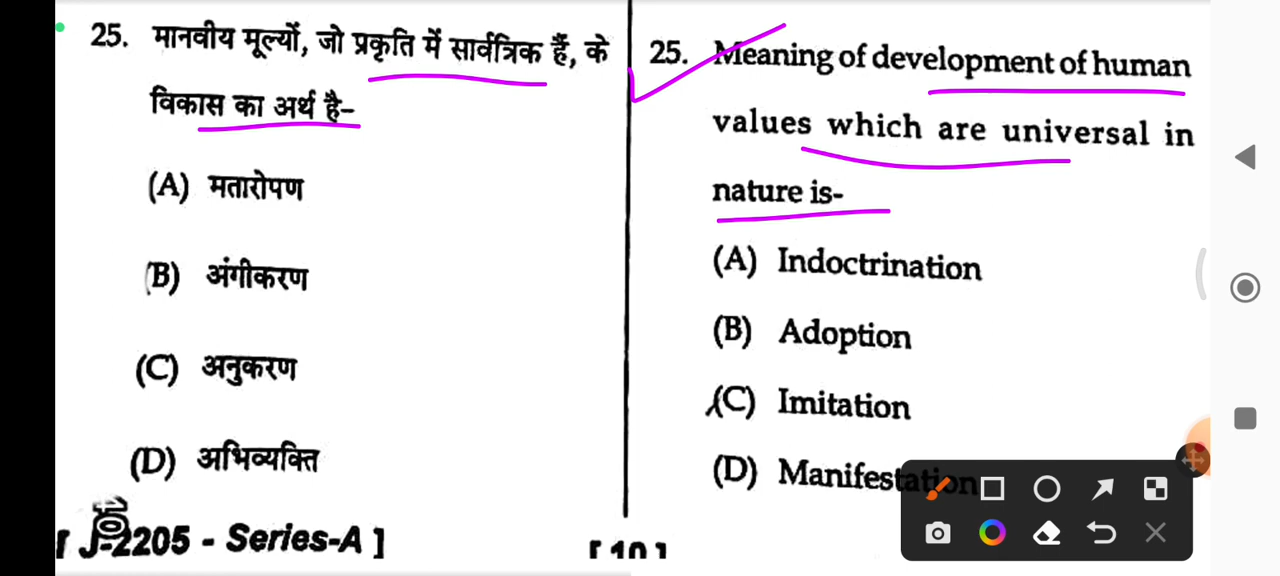 25. मानवीय मूल्यों, जो प्रकृति में सार्वत्रिक हैं, के
विकास का अर्थ है-
(A) मतारोपण
(B) अंगीकरण
(C) अनुकरण
(D) अभिव्यक्ति
25. Meaning of development of human
values which are universal in
nature is-
(A) Indoctrination
(B) Adoption
(C) Imitation
(D) Manifestation
[ J-2205 - Series-A ]
[ 10 ]